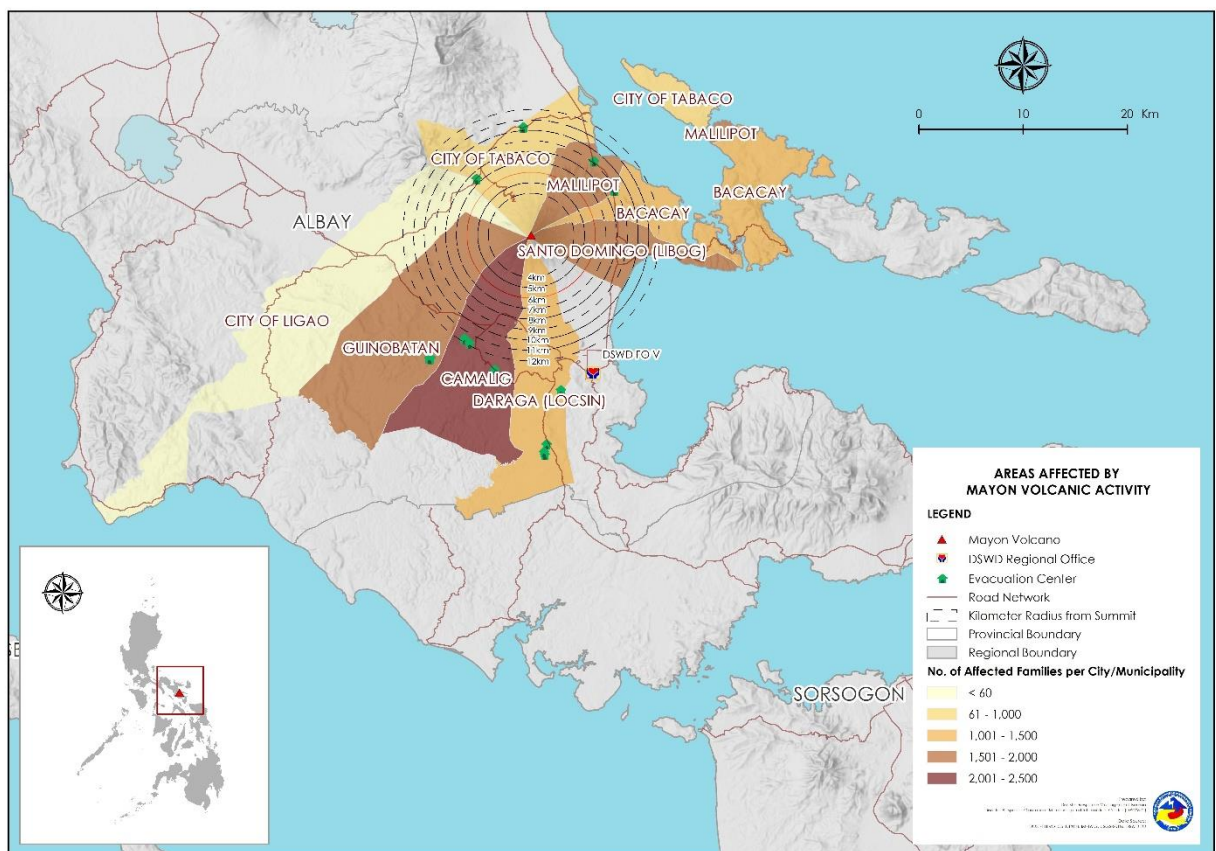 CITY OF TABACO
MALILIPOT
BACACAY
0 10 20 Km
CITY OF TABACO
MALILIPOT
BACACAY
ALBAY
SANTO DOMINGO (LIBOG)
4km
5km
6km
7km
8km
9km
10km
11km
12km
CITY OF LIGAO
GUINOBATAN
CAMALIG
DARAGA (LOCSIN)
DSWD FO V
SORSOGON
AREAS AFFECTED BY
MAYON VOLCANIC ACTIVITY
LEGEND
Mayon Volcano
DSWD Regional Office
Evacuation Center
Road Network
Kilometer Radius from Summit
Provincial Boundary
Regional Boundary
No. of Affected Families per City/Municipality
< 60
61 - 1,000
1,001 - 1,500
1,501 - 2,000
2,001 - 2,500
Prepared by:
Data Source: